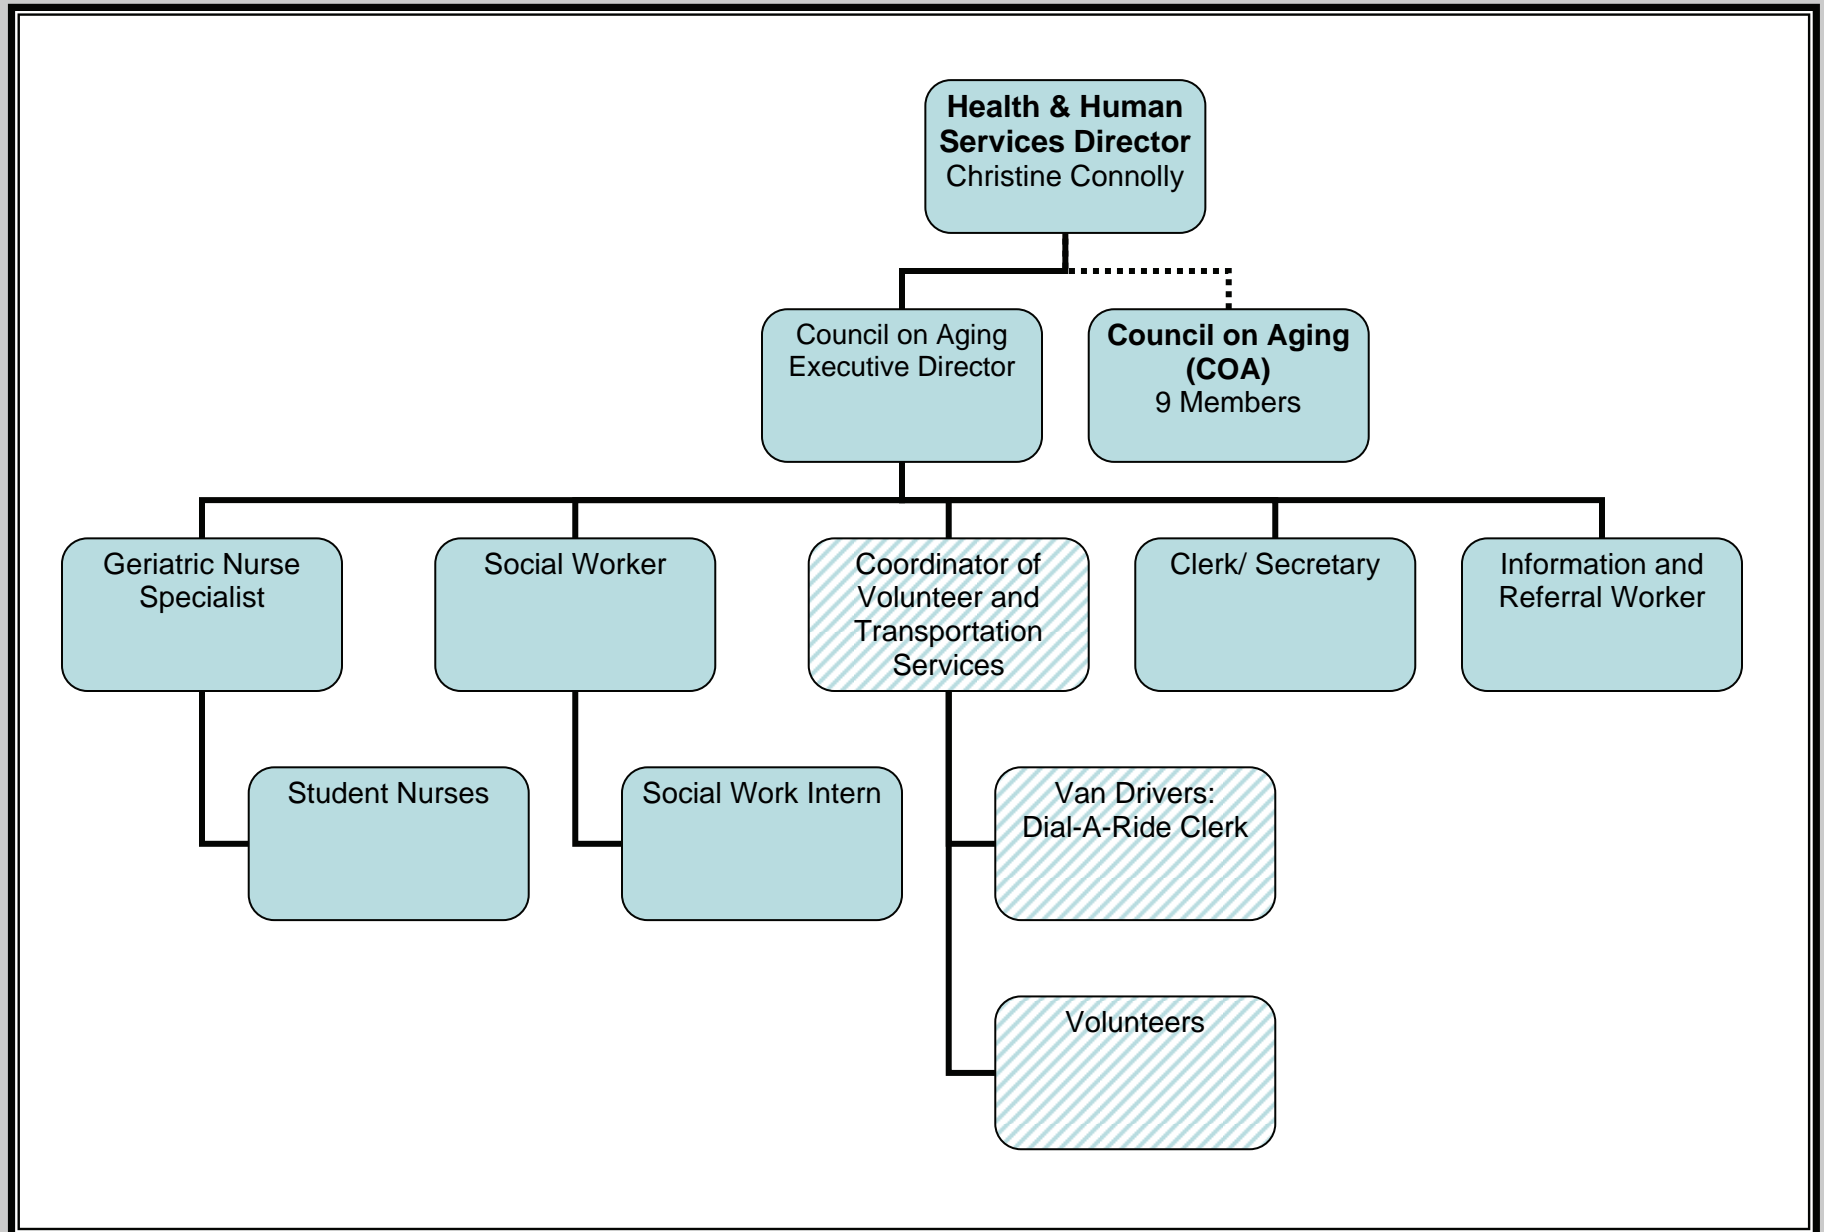 Health & Human
Services Director
Christine Connolly
Council on Aging
Executive Director
Council on Aging
(COA)
9 Members
Geriatric Nurse
Specialist
Social Worker
Coordinator of
Volunteer and
Transportation
Services
Clerk/ Secretary
Information and
Referral Worker
Student Nurses
Social Work Intern
Van Drivers:
Dial-A-Ride Clerk
Volunteers